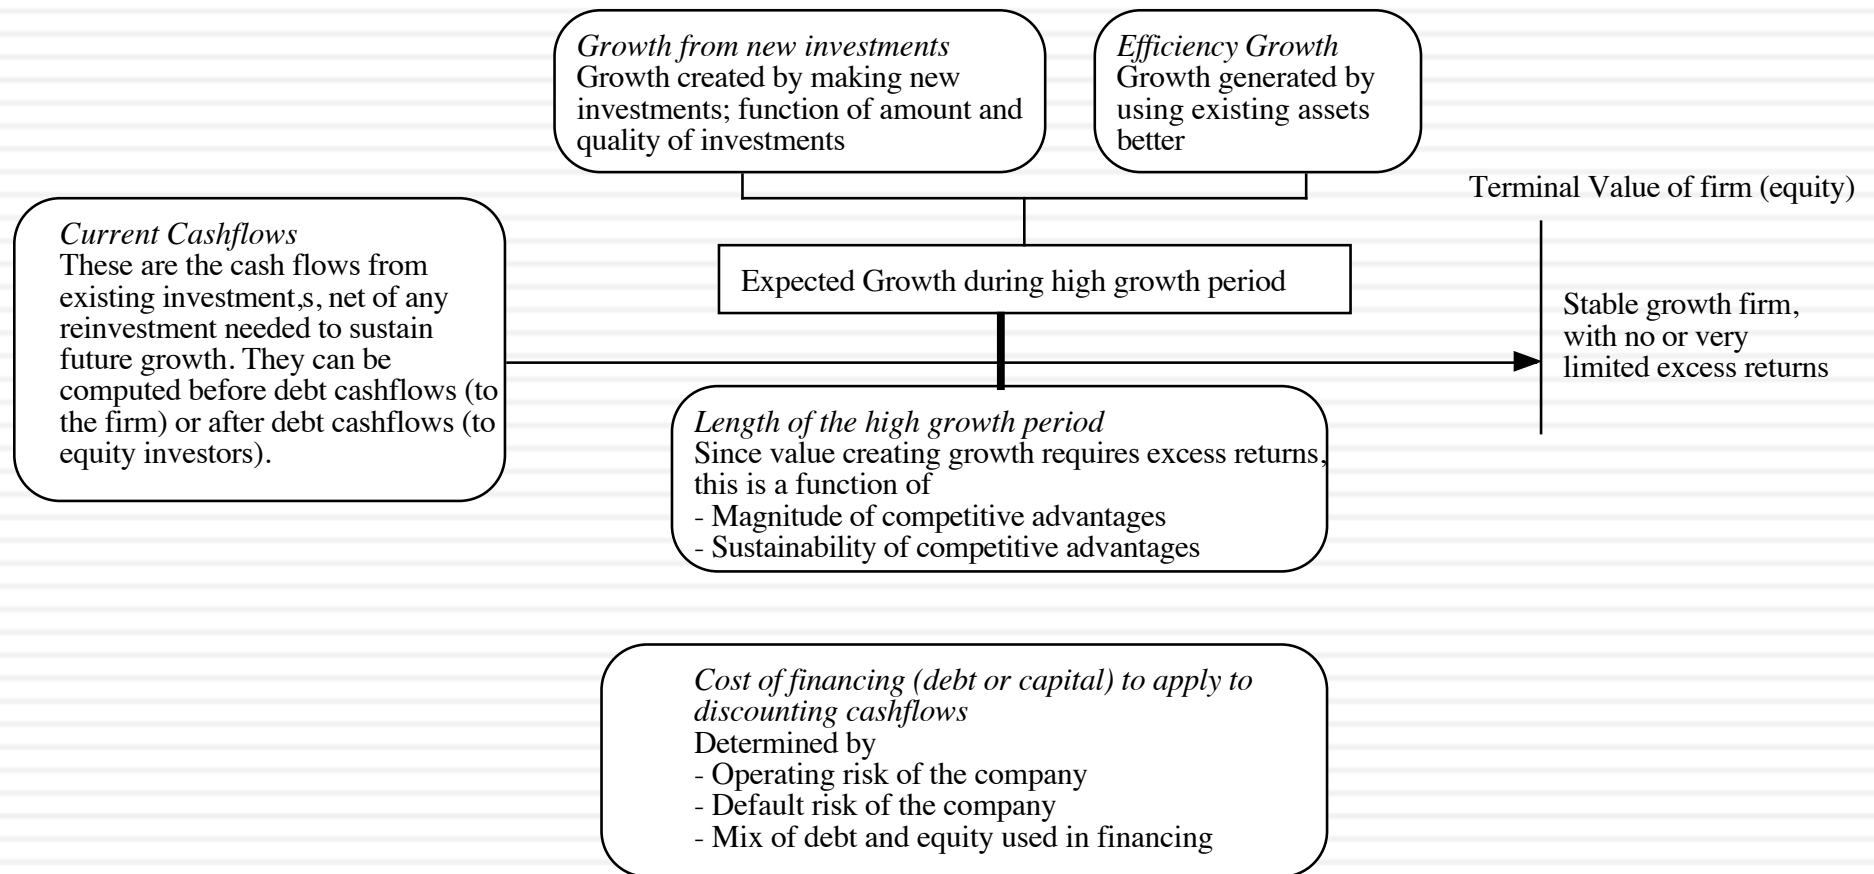 Growth from new investments
Growth created by making new
investments; function of amount and
quality of investments
Efficiency Growth
Growth generated by
using existing assets
better
Terminal Value of firm (equity)
Current Cashflows
These are the cash flows from
existing investment,s, net of any
reinvestment needed to sustain
future growth. They can be
computed before debt cashflows (to
the firm) or after debt cashflows (to
equity investors).
Expected Growth during high growth period
Stable growth firm,
with no or very
limited excess returns
Length of the high growth period
Since value creating growth requires excess returns,
this is a function of
- Magnitude of competitive advantages
- Sustainability of competitive advantages
Cost of financing (debt or capital) to apply to
discounting cashflows
Determined by
- Operating risk of the company
- Default risk of the company
- Mix of debt and equity used in financing